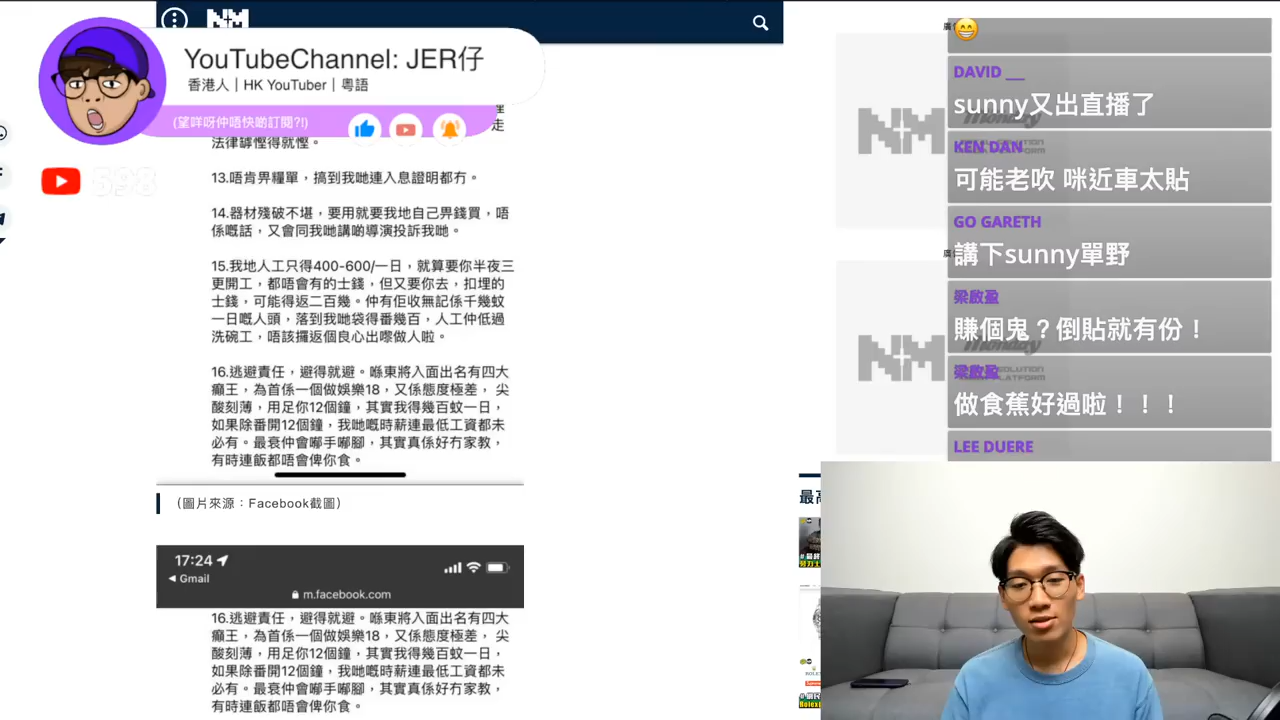 NM
YouTubeChannel: JER仔
香港人 | HK YouTuber | 粵語
(望咩呀仲唔快啲訂閱?!)
598
走
法律罅慳得就慳。
13.唔肯畀糧單，搞到我哋連入息證明都冇。
14.器材殘破不堪，要用就要我地自己畀錢買，唔
係嘅話，又會同我哋講啲導演投訴我哋。
15.我地人工只得400-600/一日，就算要你半夜三
更開工，都唔會有的士錢，但又要你去，扣埋的
士錢，可能得返二百幾。仲有佢收無記係千幾蚊
一日嘅人頭，落到我哋袋得番幾百，人工仲低過
洗碗工，唔該攞返個良心出嚟做人啦。
16.逃避責任，避得就避。喺東將入面出名有四大
癲王，為首係一個做娛樂18，又係態度極差， 尖
酸刻薄，用足你12個鐘，其實我得幾百蚊一日，
如果除番開12個鐘，我哋嘅時薪連最低工資都未
必有。最衰仲會嘟手嘟腳，其實真係好冇家教，
有時連飯都唔會俾你食。
（圖片來源：Facebook截圖）
17:24
Gmail
m.facebook.com
16.逃避責任，避得就避。喺東將入面出名有四大
癲王，為首係一個做娛樂18，又係態度極差， 尖
酸刻薄，用足你12個鐘，其實我得幾百蚊一日，
如果除番開12個鐘，我哋嘅時薪連最低工資都未
必有。最衰仲會嘟手嘟腳，其實真係好冇家教，
有時連飯都唔會俾你食。
DAVID __
sunny又出直播了
KEN DAN
可能老吹 咪近車太貼
GO GARETH
講下sunny單野
梁啟盈
賺個鬼？倒貼就有份！
梁啟盈
做食蕉好過啦！！！
LEE DUERE
NM
NM
最高